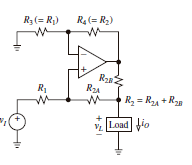 R3 (= R1) R4 (= R2)
−
+
R2B
R1 R2A
R2 = R2A + R2B
vI + −
+ vL − Load iO